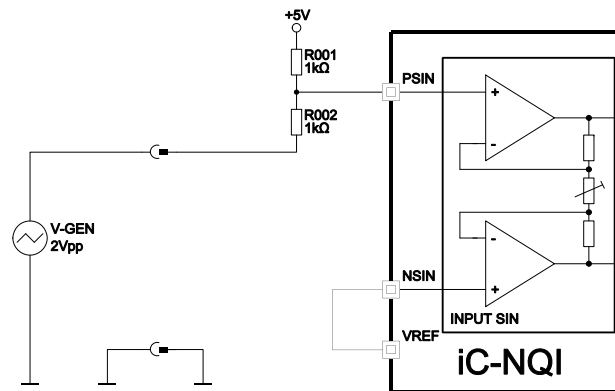 +5V
R001
1kΩ
R002
1kΩ
PSIN
+
-
V-GEN
2Vpp
-
NSIN
+
INPUT SIN
VREF
iC-NQI